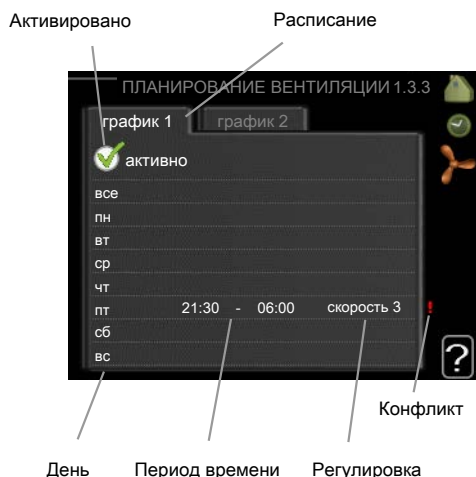 Активировано
Расписание
ПЛАНИРОВАНИЕ ВЕНТИЛЯЦИИ 1.3.3
график 1
график 2
активно
все
пн
вт
ср
чт
пт 21:30 - 06:00 скорость 3 !
сб
вс
?
Конфликт
День
Период времени
Регулировка